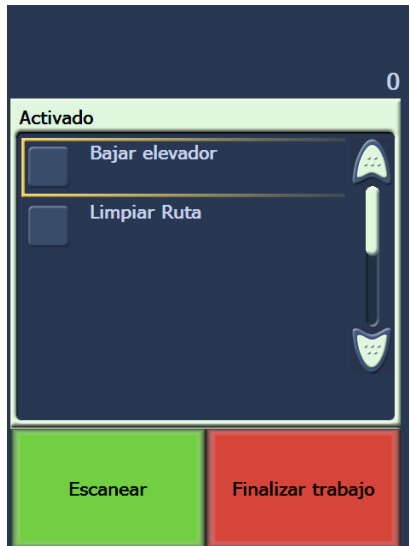 0
Activado
Bajar elevador
Limpiar Ruta
Escanear
Finalizar trabajo